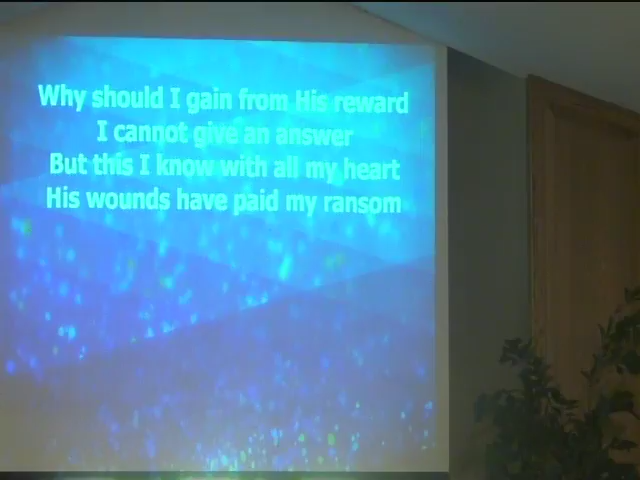 Why should I gain from His reward
I cannot give an answer
But this I know with all my heart
His wounds have paid my ransom